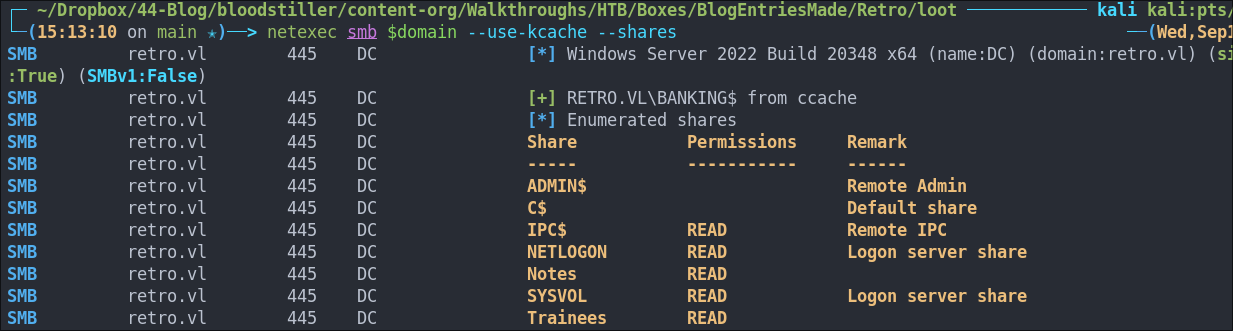 ~/Dropbox/44-Blog/bloodstiller/content-org/Walkthroughs/HTB/Boxes/BlogEntriesMade/Retro/loot kali kali:pts/
(15:13:10 on main ✭)──> netexec smb $domain --use-kcache --shares ──(Wed,Sep1
SMB retro.vl 445 DC [*] Windows Server 2022 Build 20348 x64 (name:DC) (domain:retro.vl) (si
:True) (SMBv1:False)
SMB retro.vl 445 DC [+] RETRO.VL\BANKING$ from ccache
SMB retro.vl 445 DC [*] Enumerated shares
SMB retro.vl 445 DC Share Permissions Remark
SMB retro.vl 445 DC ----- ----------- ------
SMB retro.vl 445 DC ADMIN$ Remote Admin
SMB retro.vl 445 DC C$ Default share
SMB retro.vl 445 DC IPC$ READ Remote IPC
SMB retro.vl 445 DC NETLOGON READ Logon server share
SMB retro.vl 445 DC Notes READ
SMB retro.vl 445 DC SYSVOL READ Logon server share
SMB retro.vl 445 DC Trainees READ